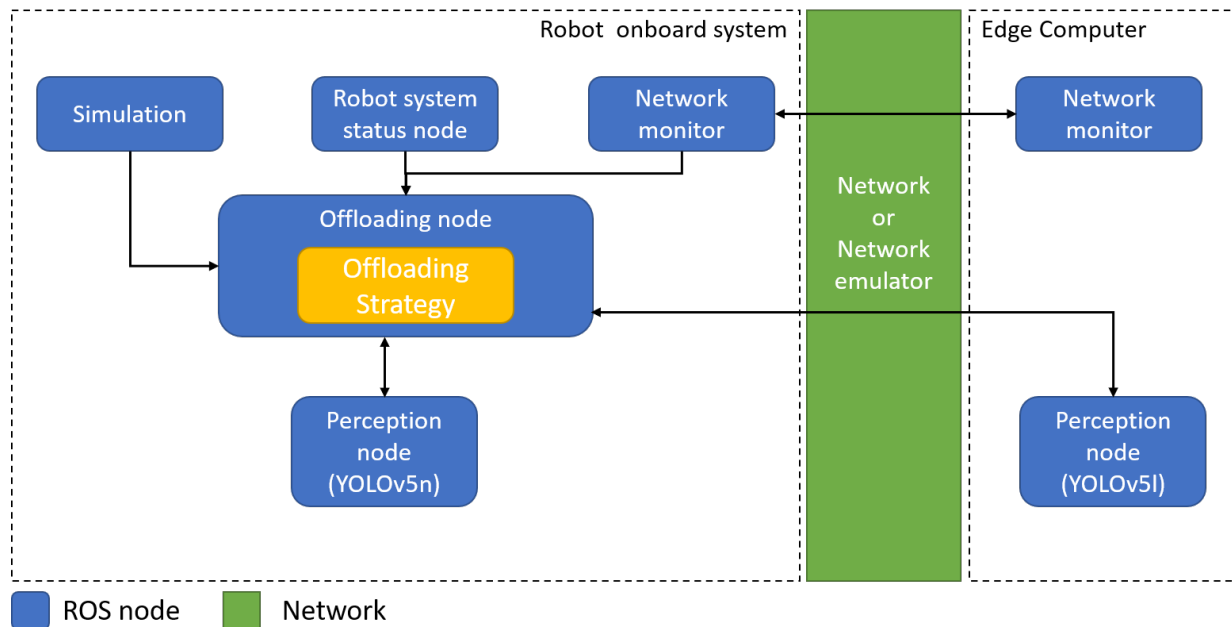 Robot onboard system
Edge Computer
Simulation
Robot system
status node
Network
monitor
Network
monitor
Network
or
Network
emulator
Offloading node
Offloading
Strategy
Perception
node
(YOLOv5n)
Perception
node
(YOLOv5l)
ROS node
Network